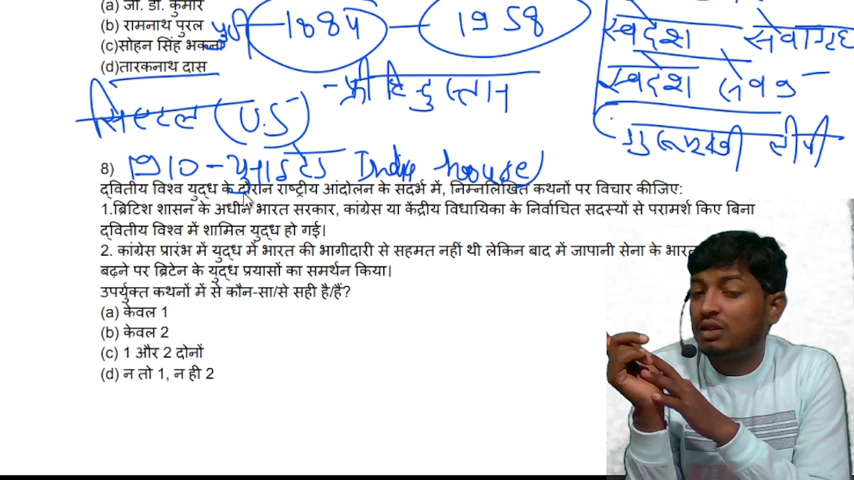 (a) जी. डी. कुमार
(b) रामनाथ पुरल
(c)सोहन सिंह भकना
(d)तारकनाथ दास
1884 — 1958
स्वदेश सेवागृह
स्वदेश सेवक
गुरूमुखी लीपी
फ्री हिन्दुस्तान
सिएटल (U.S)
8) 1910 - युनाइटेड India house)
द्वितीय विश्व युद्ध के दौरान राष्ट्रीय आंदोलन के संदर्भ में, निम्नलिखित कथनों पर विचार कीजिए:
1.ब्रिटिश शासन के अधीन भारत सरकार, कांग्रेस या केंद्रीय विधायिका के निर्वाचित सदस्यों से परामर्श किए बिना
द्वितीय विश्व में शामिल युद्ध हो गई।
2. कांग्रेस प्रारंभ में युद्ध में भारत की भागीदारी से सहमत नहीं थी लेकिन बाद में जापानी सेना के भारत
बढ़ने पर ब्रिटेन के युद्ध प्रयासों का समर्थन किया।
उपर्युक्त कथनों में से कौन-सा/से सही है/हैं?
(a) केवल 1
(b) केवल 2
(c) 1 और 2 दोनों
(d) न तो 1, न ही 2